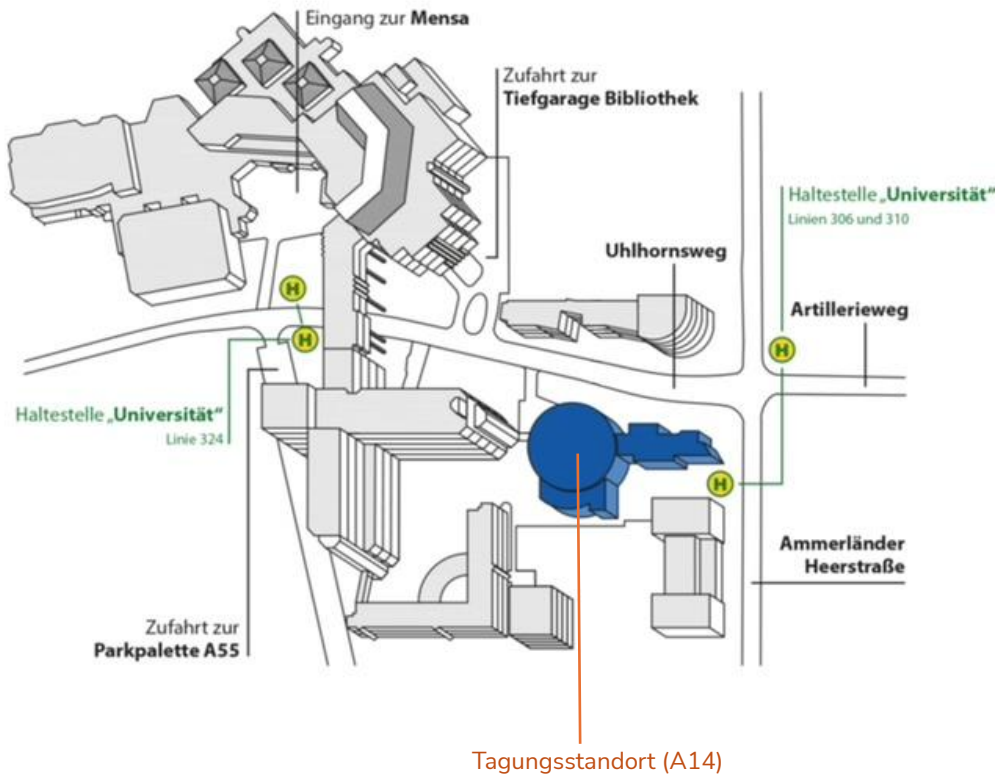 Eingang zur Mensa
Zufahrt zur
Tiefgarage Bibliothek
Haltestelle „Universität“
Linien 306 und 310
Uhlhornsweg
Artillerieweg
H
H
H
H
Haltestelle „Universität“
Linie 324
Ammerländer
Heerstraße
Zufahrt zur
Parkpalette A55
Tagungsstandort (A14)